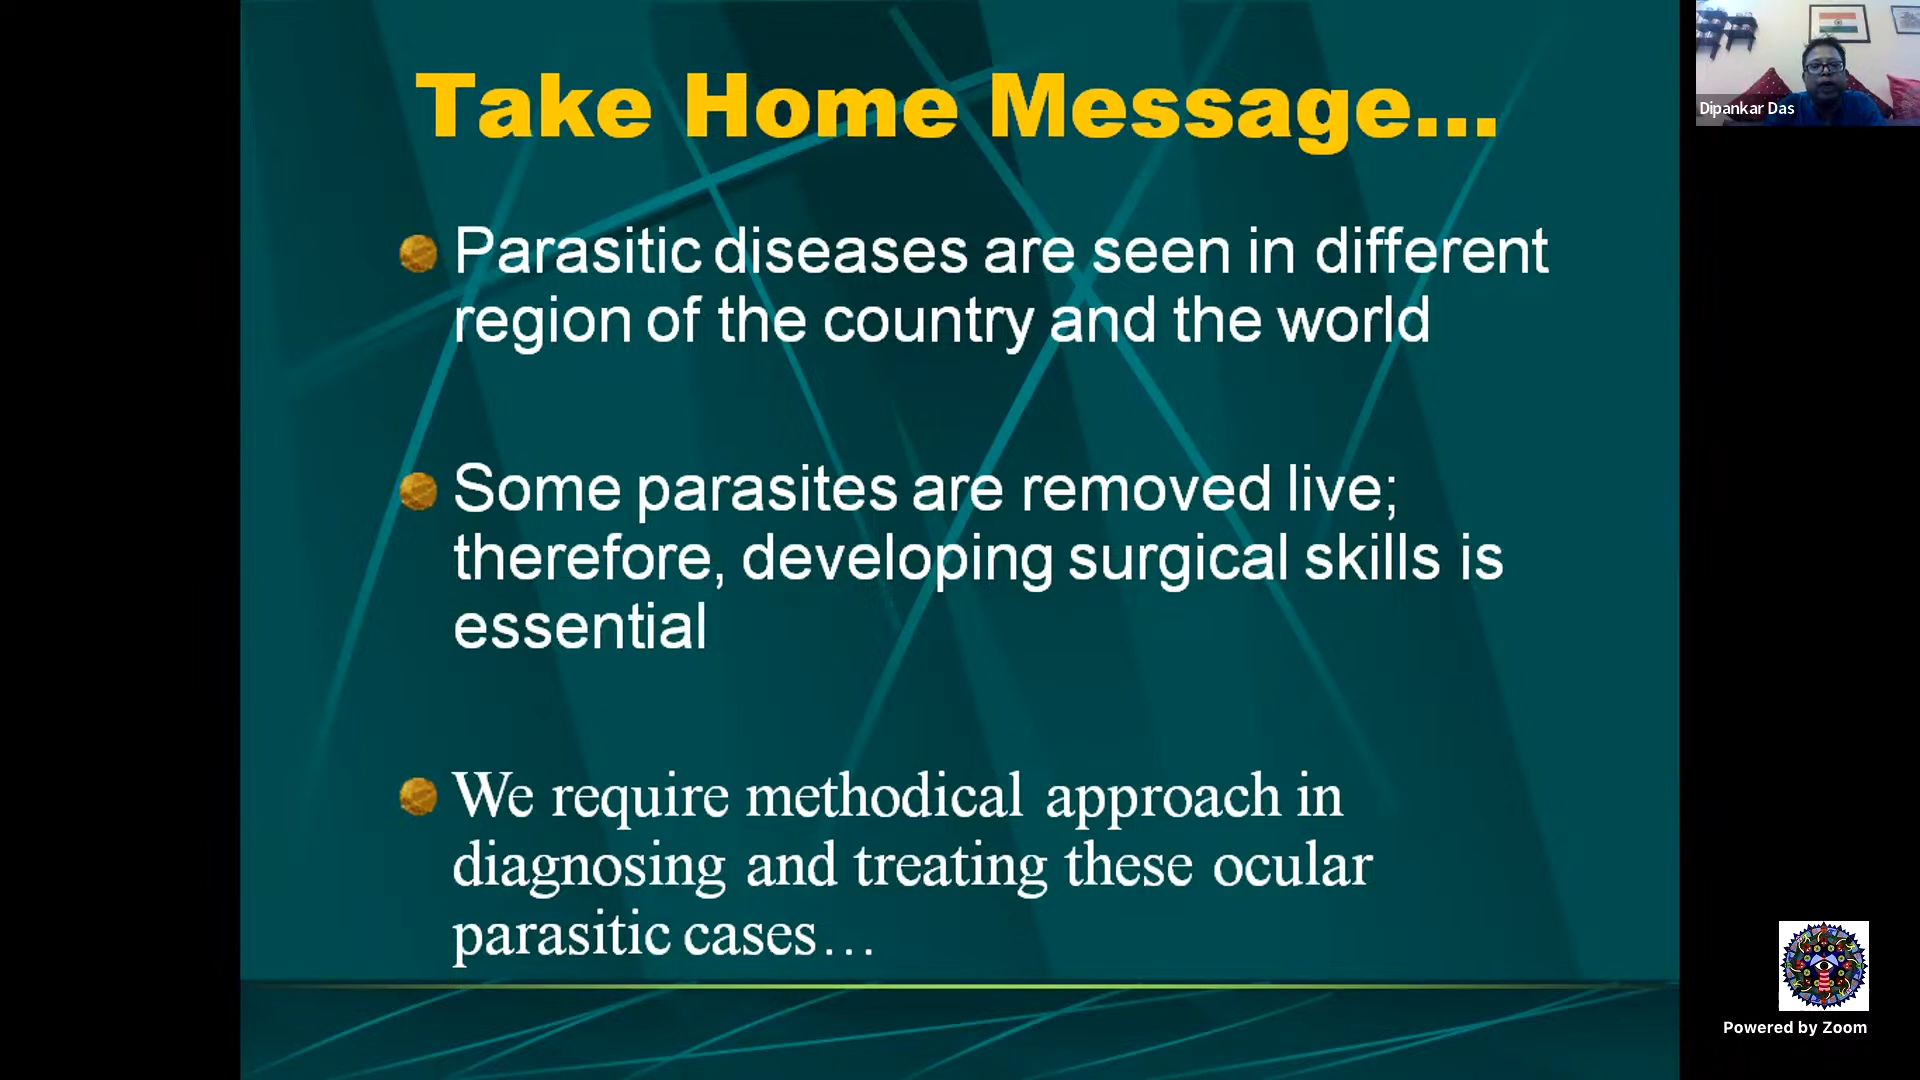 Take Home Message...
Parasitic diseases are seen in different
region of the country and the world
Some parasites are removed live;
therefore, developing surgical skills is
essential
We require methodical approach in
diagnosing and treating these ocular
parasitic cases…
Dipankar Das
Powered by Zoom